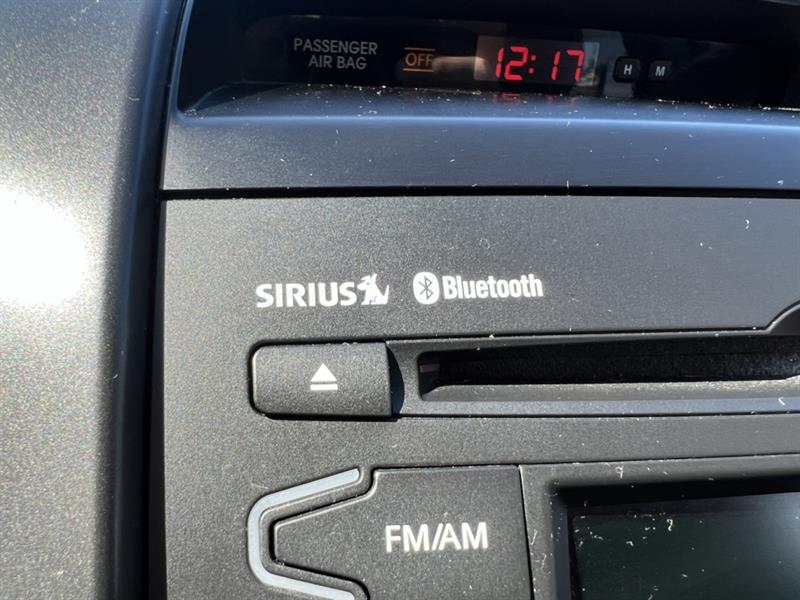 PASSENGER
AIR BAG
OFF
12:17
H
M
SIRIUS
Bluetooth
FM/AM